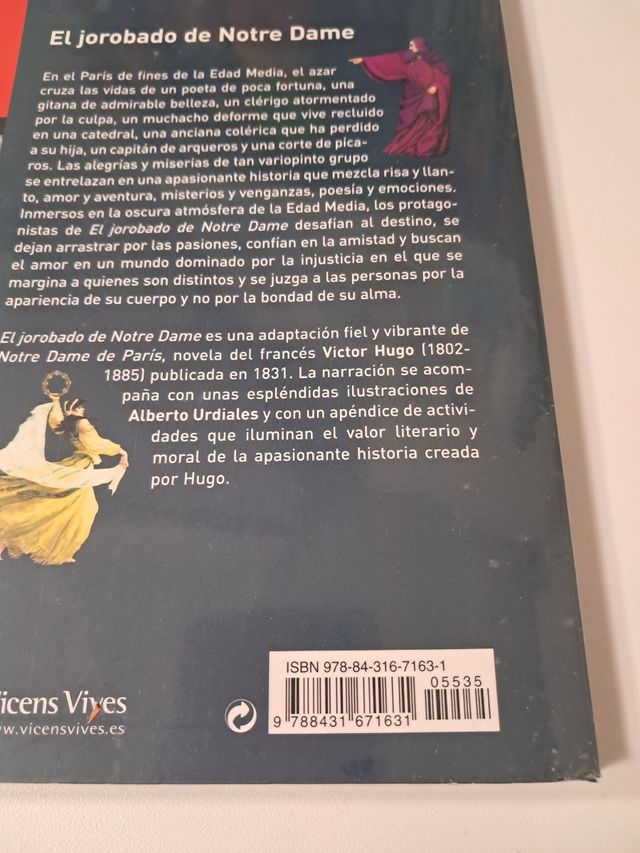 El jorobado de Notre Dame
En el París de fines de la Edad Media, el azar
cruza las vidas de un poeta de poca fortuna, una
gitana de admirable belleza, un clérigo atormentado
por la culpa, un muchacho deforme que vive recluido
en una catedral, una anciana colérica que ha perdido
a su hija, un capitán de arqueros y una corte de píca-
ros. Las alegrías y miserias de tan variopinto grupo
se entrelazan en una apasionante historia que mezcla risa y llan-
to, amor y aventura, misterios y venganzas, poesía y emociones.
Inmersos en la oscura atmósfera de la Edad Media, los protago-
nistas de El jorobado de Notre Dame desafían al destino, se
dejan arrastrar por las pasiones, confían en la amistad y buscan
el amor en un mundo dominado por la injusticia en el que se
margina a quienes son distintos y se juzga a las personas por la
apariencia de su cuerpo y no por la bondad de su alma.
El jorobado de Notre Dame es una adaptación fiel y vibrante de
Notre Dame de París, novela del francés Victor Hugo (1802-
1885) publicada en 1831. La narración se acom-
paña con unas espléndidas ilustraciones de
Alberto Urdiales y con un apéndice de activi-
dades que iluminan el valor literario y
moral de la apasionante historia creada
por Hugo.
ISBN 978-84-316-7163-1
05535
9 788431 671631
Vicens Vives
www.vicensvives.es